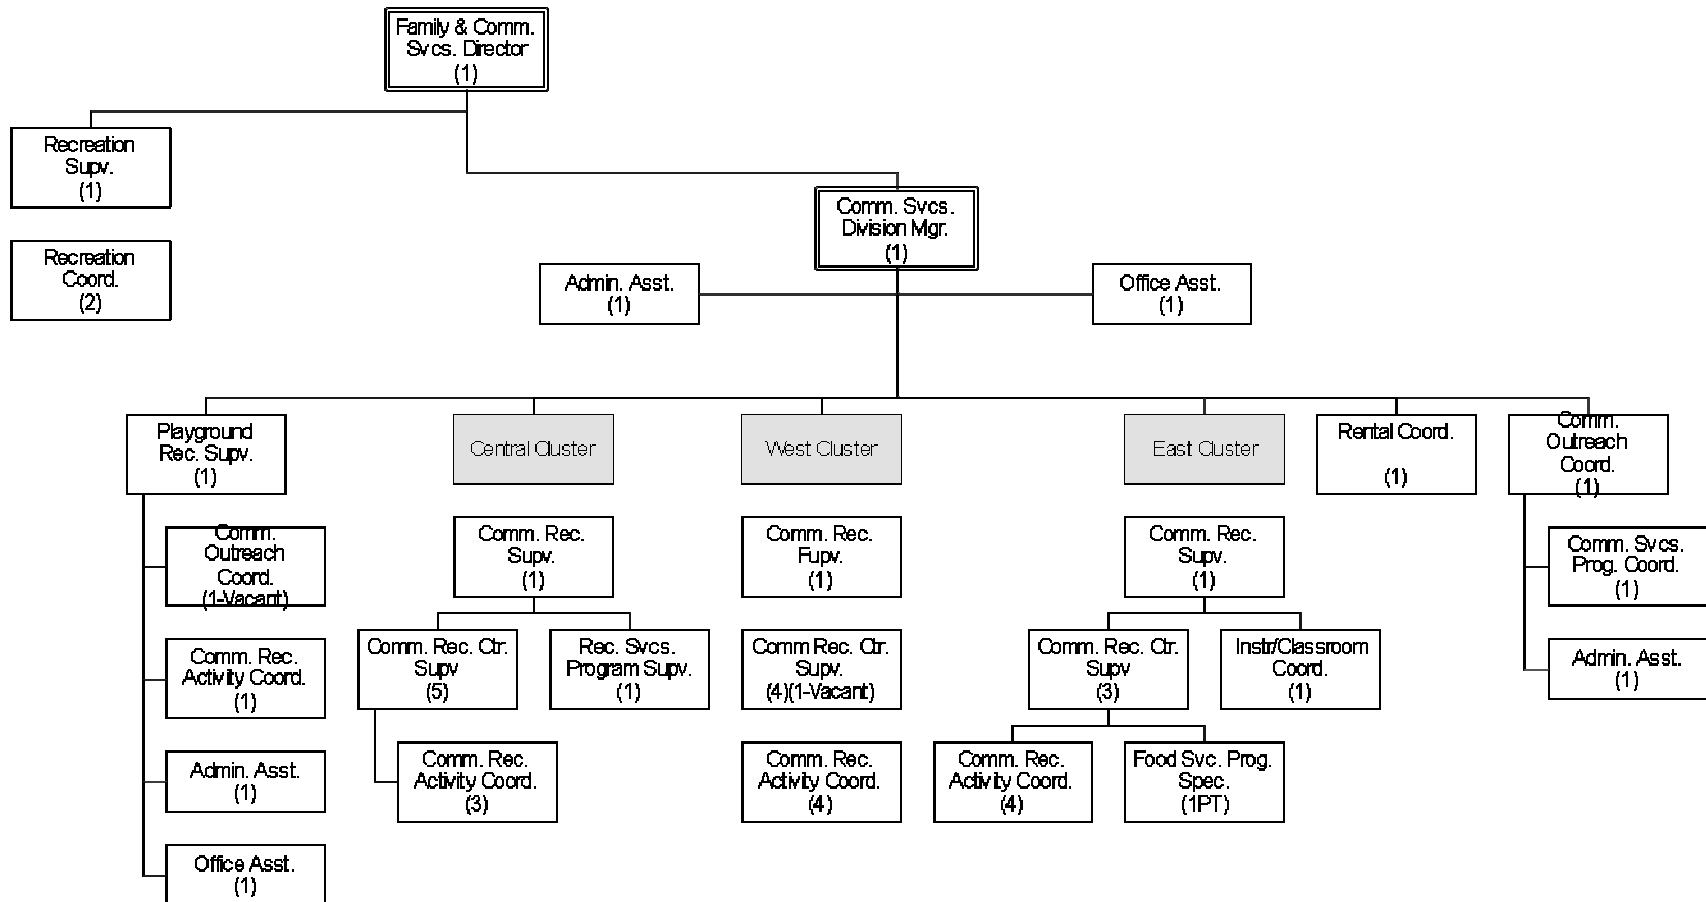 Family & Comm.
Svcs. Director
(1)
Recreation
Supv.
(1)
Recreation
Coord.
(2)
Comm. Svcs.
Division Mgr.
(1)
Admin. Asst.
(1)
Office Asst.
(1)
Playground
Rec. Supv.
(1)
Comm.
Outreach
Coord.
(1-Vacant)
Comm. Rec.
Activity Coord.
(1)
Admin. Asst.
(1)
Office Asst.
(1)
Central Cluster
Comm. Rec.
Supv.
(1)
Comm. Rec. Ctr.
Supv
(5)
Rec. Svcs.
Program Supv.
(1)
Comm. Rec.
Activity Coord.
(3)
West Cluster
Comm. Rec.
Fupv.
(1)
Comm Rec. Ctr.
Supv.
(4)(1-Vacant)
Comm. Rec.
Activity Coord.
(4)
East Cluster
Comm. Rec.
Supv.
(1)
Comm. Rec. Ctr.
Supv
(3)
Instr/Classroom
Coord.
(1)
Comm. Rec.
Activity Coord.
(4)
Food Svc. Prog.
Spec.
(1PT)
Rental Coord.
(1)
Comm.
Outreach
Coord.
(1)
Comm. Svcs.
Prog. Coord.
(1)
Admin. Asst.
(1)